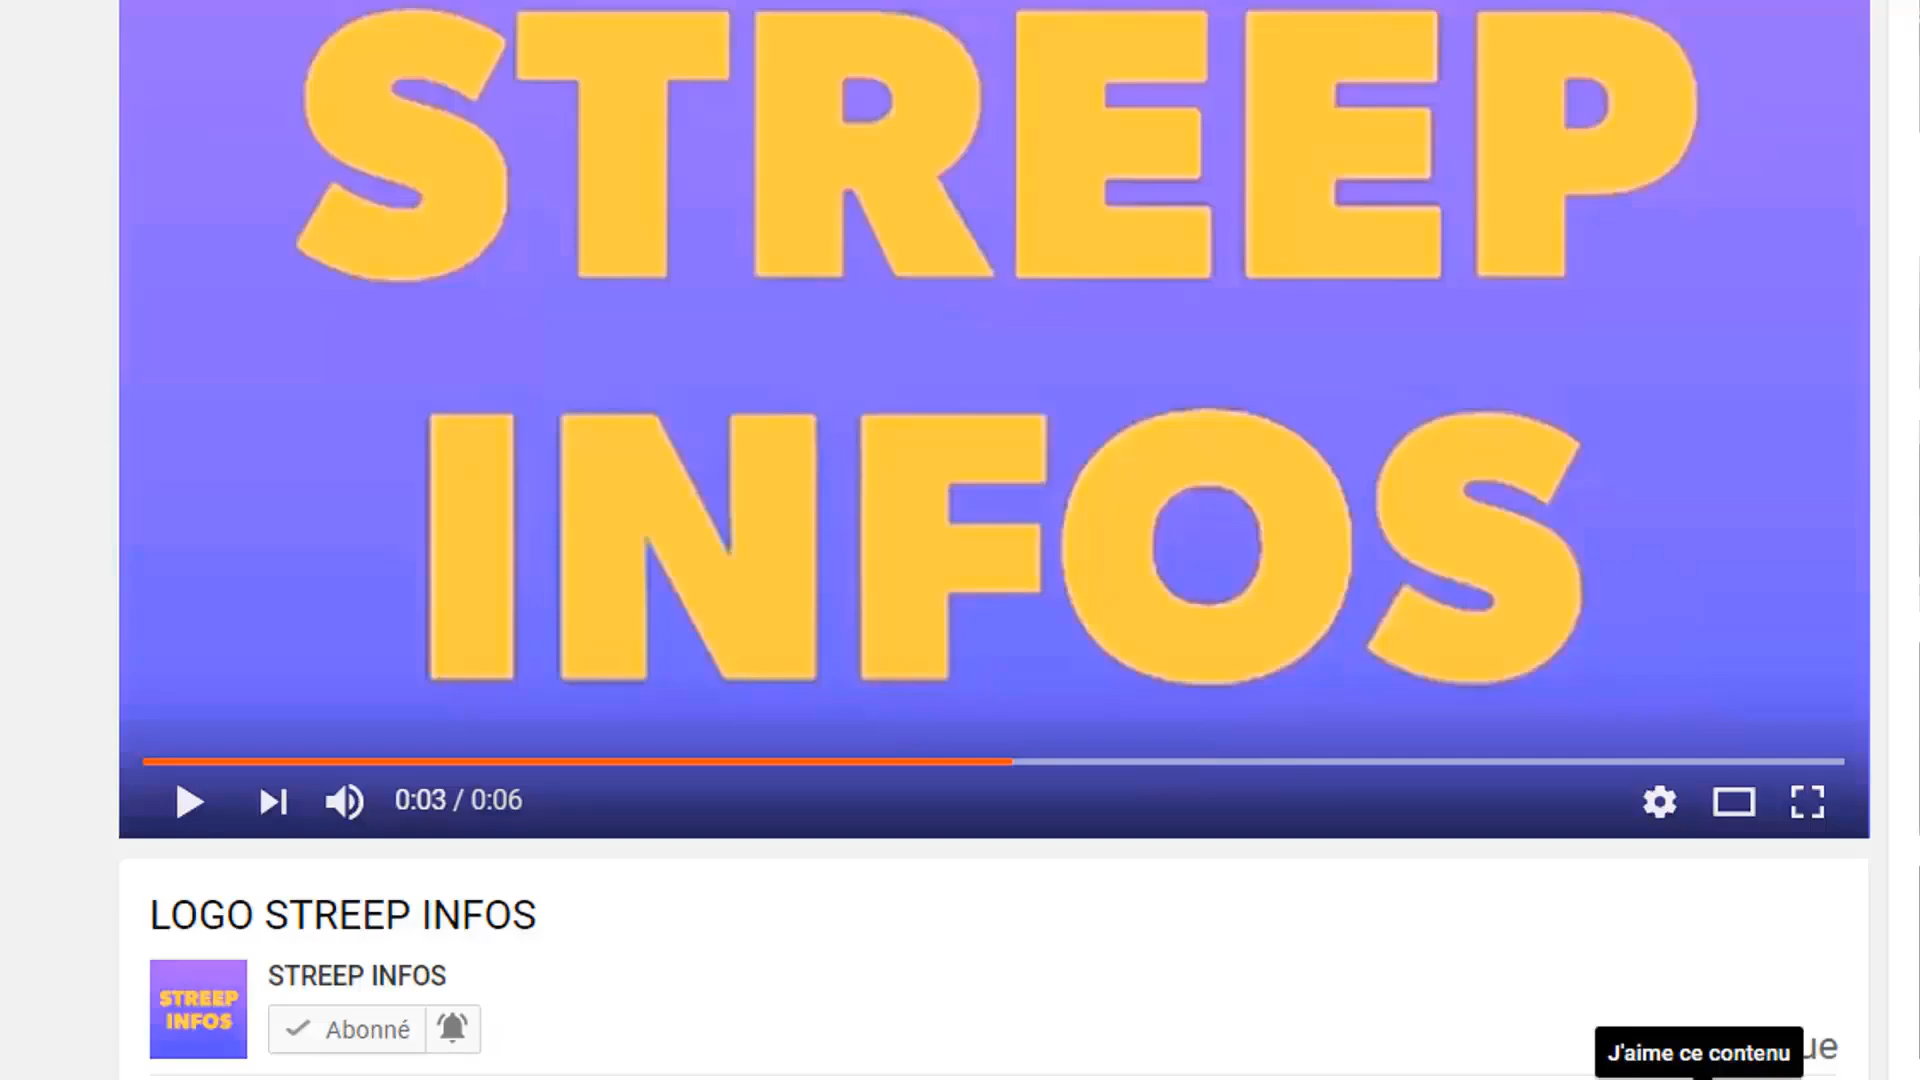 STREEP
INFOS
0:03 / 0:06
LOGO STREEP INFOS
STREEP
INFOS
STREEP INFOS
Abonné
J'aime ce contenu